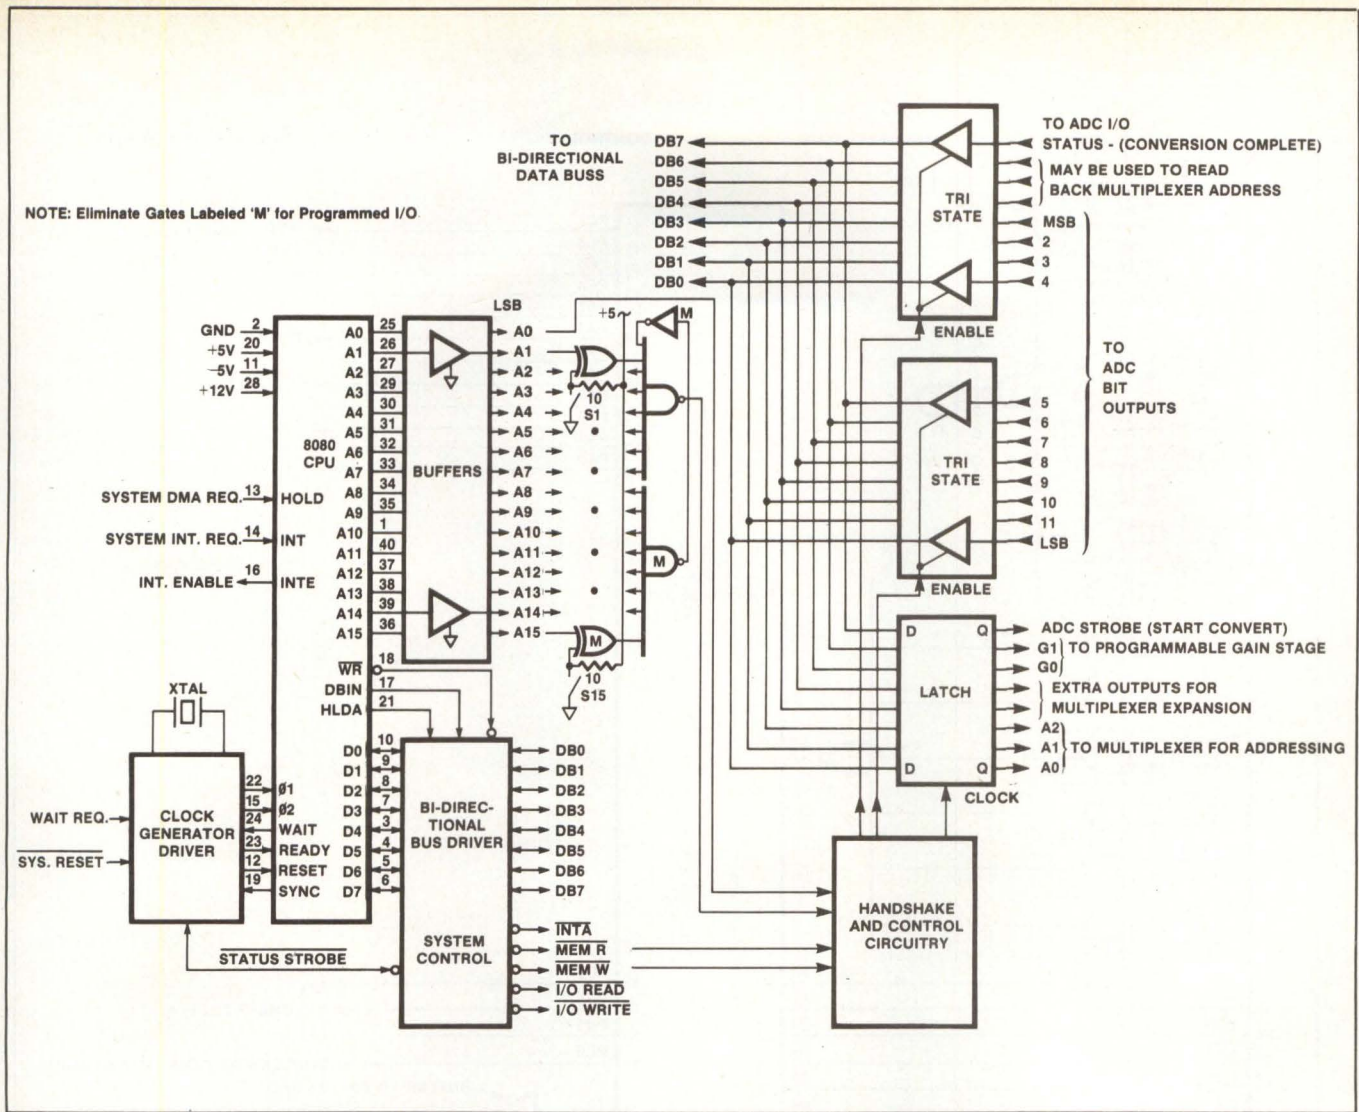 NOTE: Eliminate Gates Labeled 'M' for Programmed I/O
TO
BI-DIRECTIONAL
DATA BUSS
DB7
DB6
DB5
DB4
DB3
DB2
DB1
DB0
TRI
STATE
ENABLE
TO ADC I/O
STATUS - (CONVERSION COMPLETE)
MAY BE USED TO READ
BACK MULTIPLEXER ADDRESS
MSB
2
3
4
TO
ADC
BIT
OUTPUTS
TRI
STATE
ENABLE
5
6
7
8
9
10
11
LSB
GND 2
+5V 20
-5V 11
+12V 28
SYSTEM DMA REQ. 13 HOLD
SYSTEM INT. REQ. 14 INT
INT. ENABLE 16 INTE
8080
CPU
A0 25
A1 26
A2 27
A3 29
A4 30
A5 31
A6 32
A7 33
A8 34
A9 35
A10 1
A11 40
A12 37
A13 38
A14 39
A15 36
WR 18
DBIN 17
HLDA 21
BUFFERS
LSB
A0
A1
A2
A3
A4
A5
A6
A7
A8
A9
A10
A11
A12
A13
A14
A15
+5
M
10
S1
M
M
10
S15
XTAL
WAIT REQ.
SYS. RESET
CLOCK
GENERATOR
DRIVER
22 Ø1
15 Ø2
24 WAIT
23 READY
12 RESET
19 SYNC
D0 10
D1 9
D2 8
D3 7
D4 3
D5 4
D6 5
D7 6
STATUS STROBE
BI-DIREC-
TIONAL
BUS DRIVER
SYSTEM
CONTROL
DB0
DB1
DB2
DB3
DB4
DB5
DB6
DB7
INTA
MEM R
MEM W
I/O READ
I/O WRITE
D Q
LATCH
D Q
CLOCK
ADC STROBE (START CONVERT)
G1
G0
TO PROGRAMMABLE GAIN STAGE
EXTRA OUTPUTS FOR
MULTIPLEXER EXPANSION
A2
A1
A0
TO MULTIPLEXER FOR ADDRESSING
HANDSHAKE
AND CONTROL
CIRCUITRY